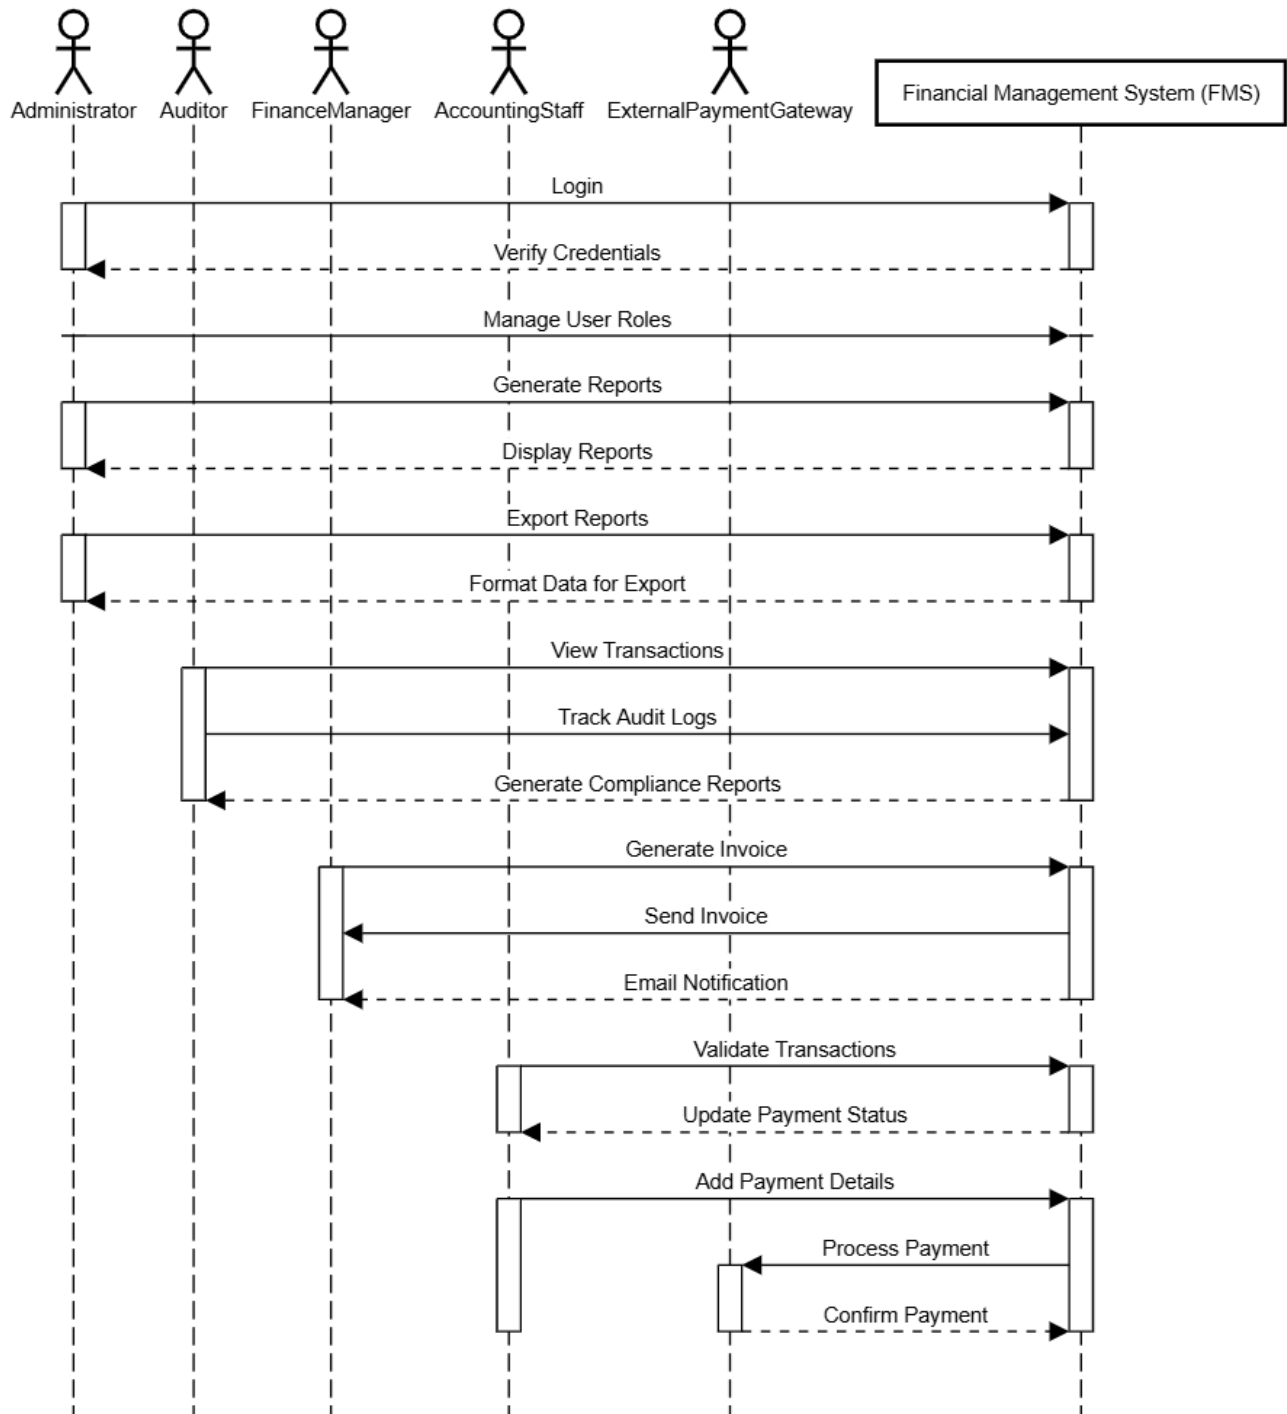 Administrator
Auditor
FinanceManager
AccountingStaff
ExternalPaymentGateway
Financial Management System (FMS)
Login
Verify Credentials
Manage User Roles
Generate Reports
Display Reports
Export Reports
Format Data for Export
View Transactions
Track Audit Logs
Generate Compliance Reports
Generate Invoice
Send Invoice
Email Notification
Validate Transactions
Update Payment Status
Add Payment Details
Process Payment
Confirm Payment